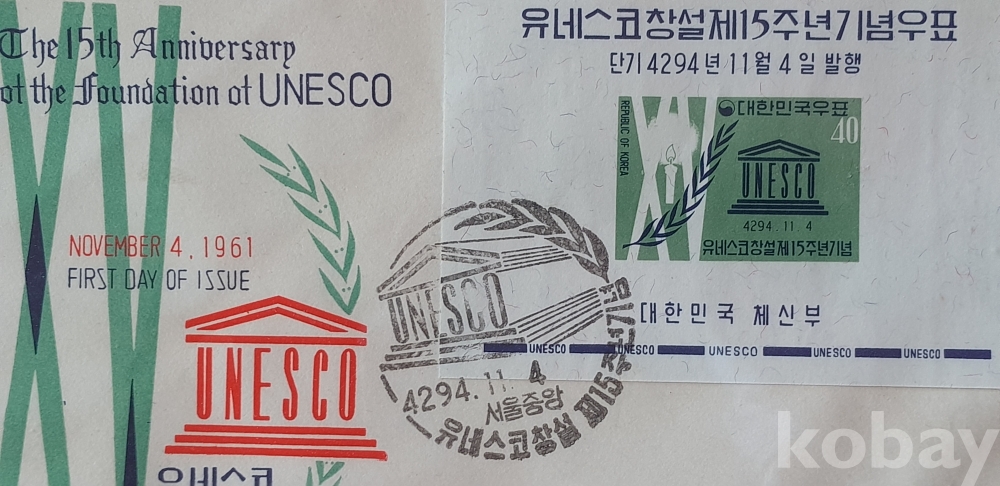 The 15th Anniversary
of the Foundation of UNESCO
NOVEMBER 4, 1961
FIRST DAY OF ISSUE
UNESCO
유네스코
유네스코창설제15주년기념우표
단기 4294년 11월 4일 발행
REPUBLIC OF KOREA
대한민국우표
40
XV
UNESCO
4294. 11. 4
유네스코창설제15주년기념
대한민국 체신부
UNESCO UNESCO UNESCO UNESCO UNESCO
UNESCO
4294. 11. 4
서울중앙
유네스코창설 제15주년기념
kobay